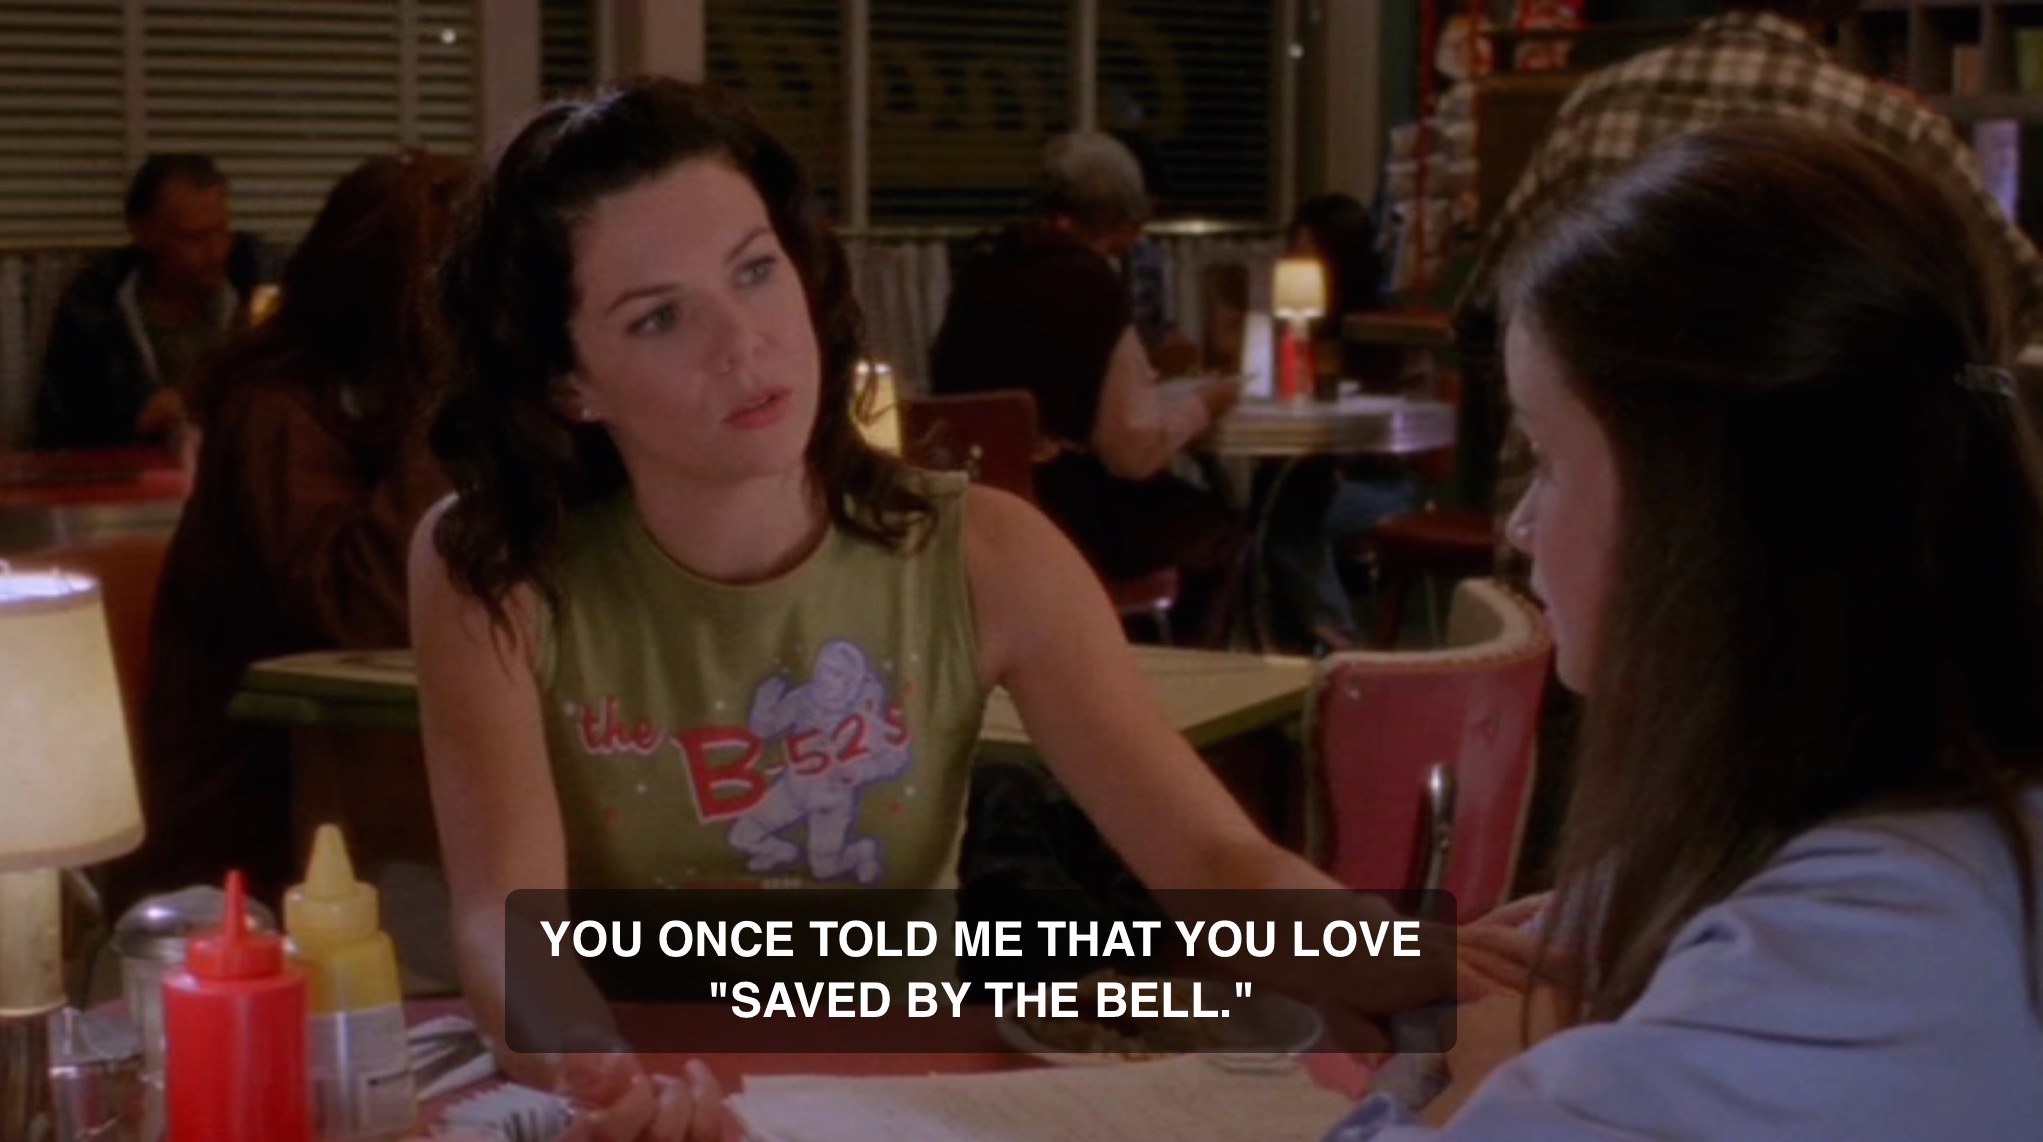 the B-52's
YOU ONCE TOLD ME THAT YOU LOVE
"SAVED BY THE BELL."